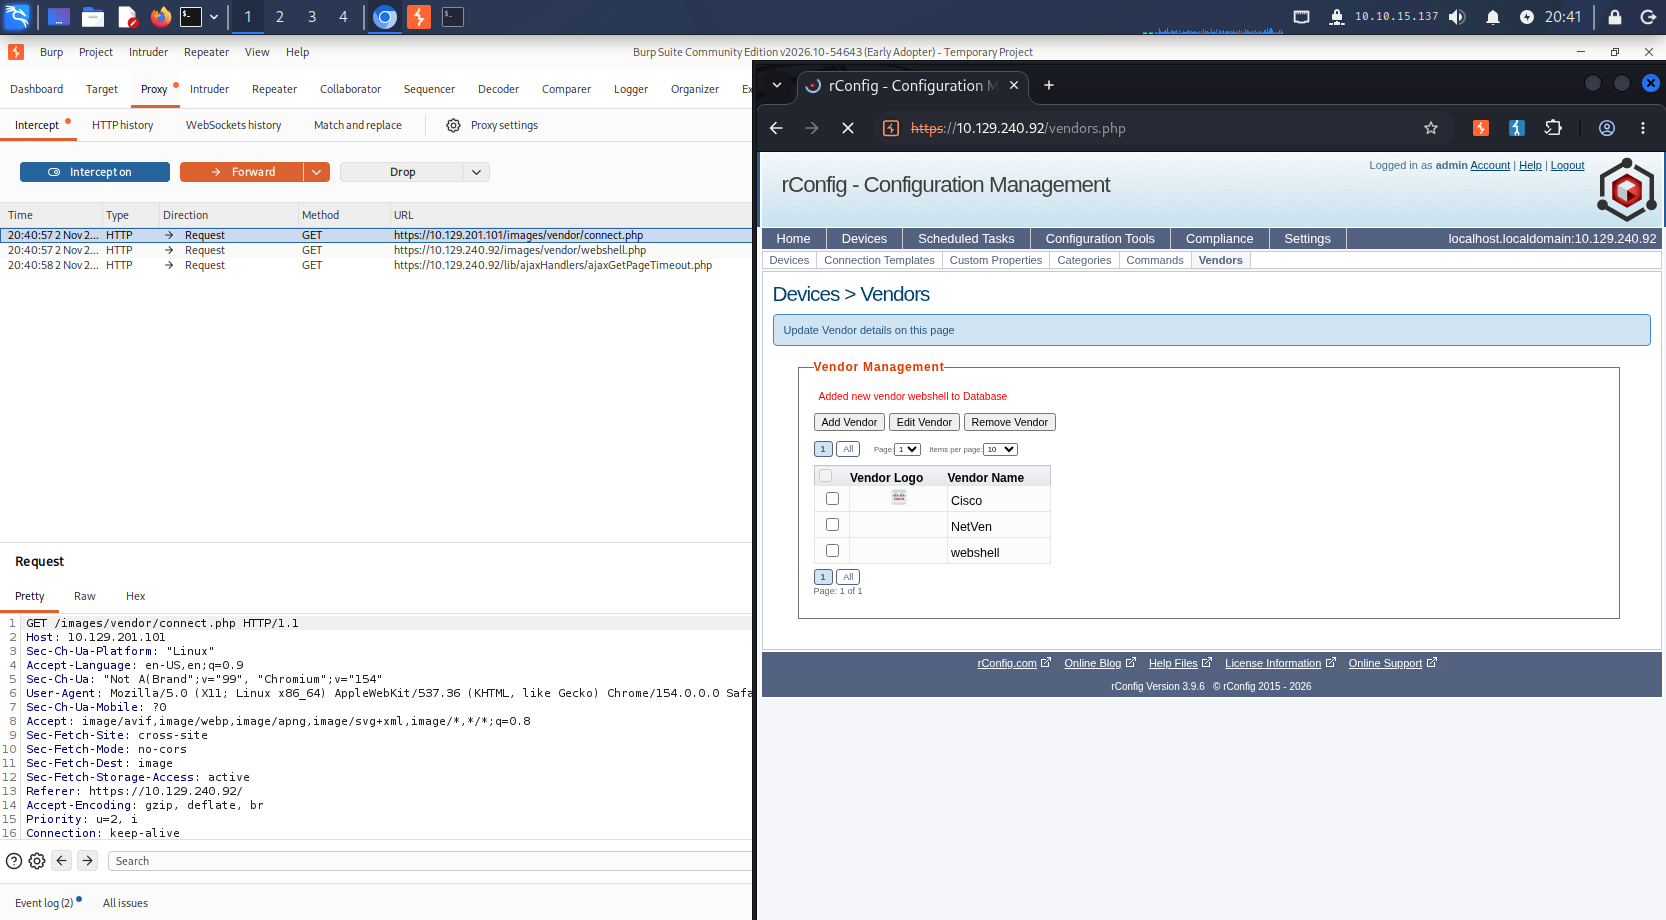 1 2 3 4
10.10.15.137 20:41
Burp Project Intruder Repeater View Help
Burp Suite Community Edition v2026.10-54643 (Early Adopter) - Temporary Project
Dashboard Target Proxy Intruder Repeater Collaborator Sequencer Decoder Comparer Logger Organizer Ex
Intercept HTTP history WebSockets history Match and replace Proxy settings
Intercept on Forward Drop
Time Type Direction Method URL
20:40:57 2 Nov 2... HTTP Request GET https://10.129.201.101/images/vendor/connect.php
20:40:57 2 Nov 2... HTTP Request GET https://10.129.240.92/images/vendor/webshell.php
20:40:58 2 Nov 2... HTTP Request GET https://10.129.240.92/lib/ajaxHandlers/ajaxGetPageTimeout.php
Request
Pretty Raw Hex
1 GET /images/vendor/connect.php HTTP/1.1
2 Host: 10.129.201.101
3 Sec-Ch-Ua-Platform: "Linux"
4 Accept-Language: en-US,en;q=0.9
5 Sec-Ch-Ua: "Not A(Brand";v="99", "Chromium";v="154"
6 User-Agent: Mozilla/5.0 (X11; Linux x86_64) AppleWebKit/537.36 (KHTML, like Gecko) Chrome/154.0.0.0 Safa
7 Sec-Ch-Ua-Mobile: ?0
8 Accept: image/avif,image/webp,image/apng,image/svg+xml,image/*,*/*;q=0.8
9 Sec-Fetch-Site: cross-site
10 Sec-Fetch-Mode: no-cors
11 Sec-Fetch-Dest: image
12 Sec-Fetch-Storage-Access: active
13 Referer: https://10.129.240.92/
14 Accept-Encoding: gzip, deflate, br
15 Priority: u=2, i
16 Connection: keep-alive
Search
Event log (2) All issues
rConfig - Configuration M
https://10.129.240.92/vendors.php
Logged in as admin Account | Help | Logout
rConfig - Configuration Management
Home Devices Scheduled Tasks Configuration Tools Compliance Settings localhost.localdomain:10.129.240.92
Devices Connection Templates Custom Properties Categories Commands Vendors
Devices > Vendors
Update Vendor details on this page
Vendor Management
Added new vendor webshell to Database
Add Vendor Edit Vendor Remove Vendor
1 All Page: 1 Items per page: 10
Vendor Logo Vendor Name
Cisco
NetVen
webshell
1 All
Page: 1 of 1
rConfig.com Online Blog Help Files License Information Online Support
rConfig Version 3.9.6 © rConfig 2015 - 2026